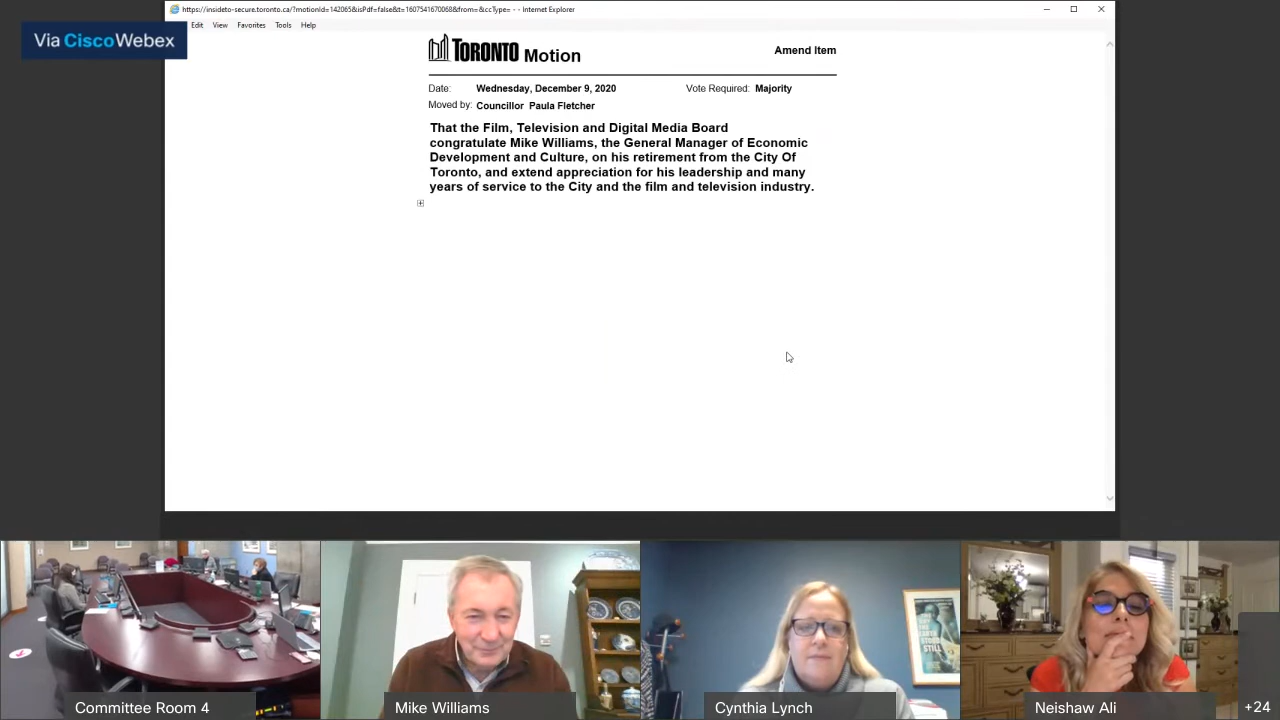 https://insideto-secure.toronto.ca/?motionId=142065&isPdf=false&t=1607541670068&from=&ccType= - - Internet Explorer
Edit View Favorites Tools Help
Via CiscoWebex
TORONTO Motion
Amend Item
Date: Wednesday, December 9, 2020 Vote Required: Majority
Moved by: Councillor Paula Fletcher
That the Film, Television and Digital Media Board
congratulate Mike Williams, the General Manager of Economic
Development and Culture, on his retirement from the City Of
Toronto, and extend appreciation for his leadership and many
years of service to the City and the film and television industry.
EARTH
STOOD
STILL
Committee Room 4
Mike Williams
Cynthia Lynch
Neishaw Ali
+24